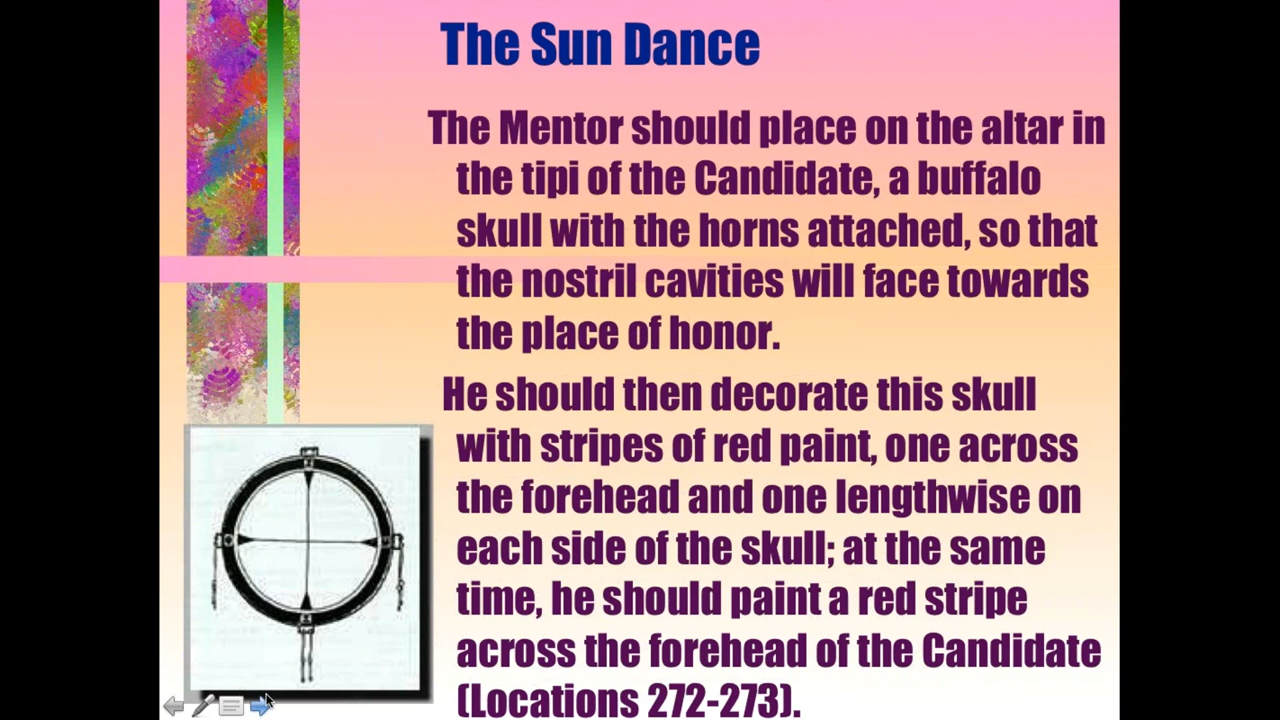 The Sun Dance
The Mentor should place on the altar in
the tipi of the Candidate, a buffalo
skull with the horns attached, so that
the nostril cavities will face towards
the place of honor.
He should then decorate this skull
with stripes of red paint, one across
the forehead and one lengthwise on
each side of the skull; at the same
time, he should paint a red stripe
across the forehead of the Candidate
(Locations 272-273).